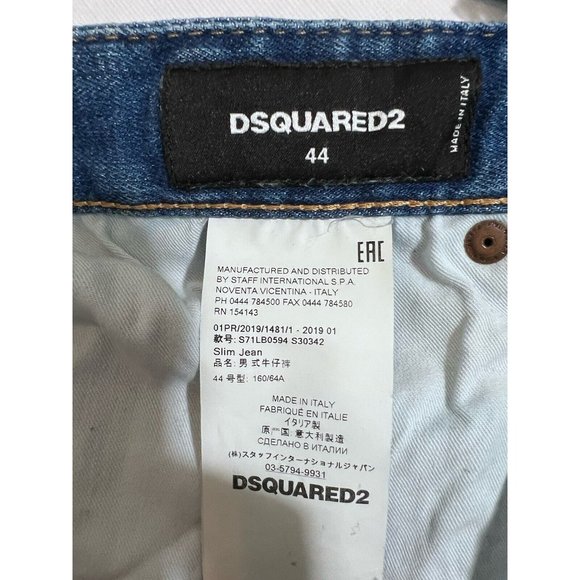 DSQUARED2
44
MADE IN ITALY
EAC
MANUFACTURED AND DISTRIBUTED
BY STAFF INTERNATIONAL S.P.A.
NOVENTA VICENTINA - ITALY
PH 0444 784500 FAX 0444 784580
RN 154143
01PR/2019/1481/1 - 2019 01
款号: S71LB0594 S30342
Slim Jean
品名: 男式牛仔裤
44 号型: 160/64A
MADE IN ITALY
FABRIQUÉ EN ITALIE
イタリア製
原产国: 意大利製造
СДЕЛАНО В ИТАЛИИ
(株)スタッフインターナショナルジャパン
03-5794-9931
DSQUARED2